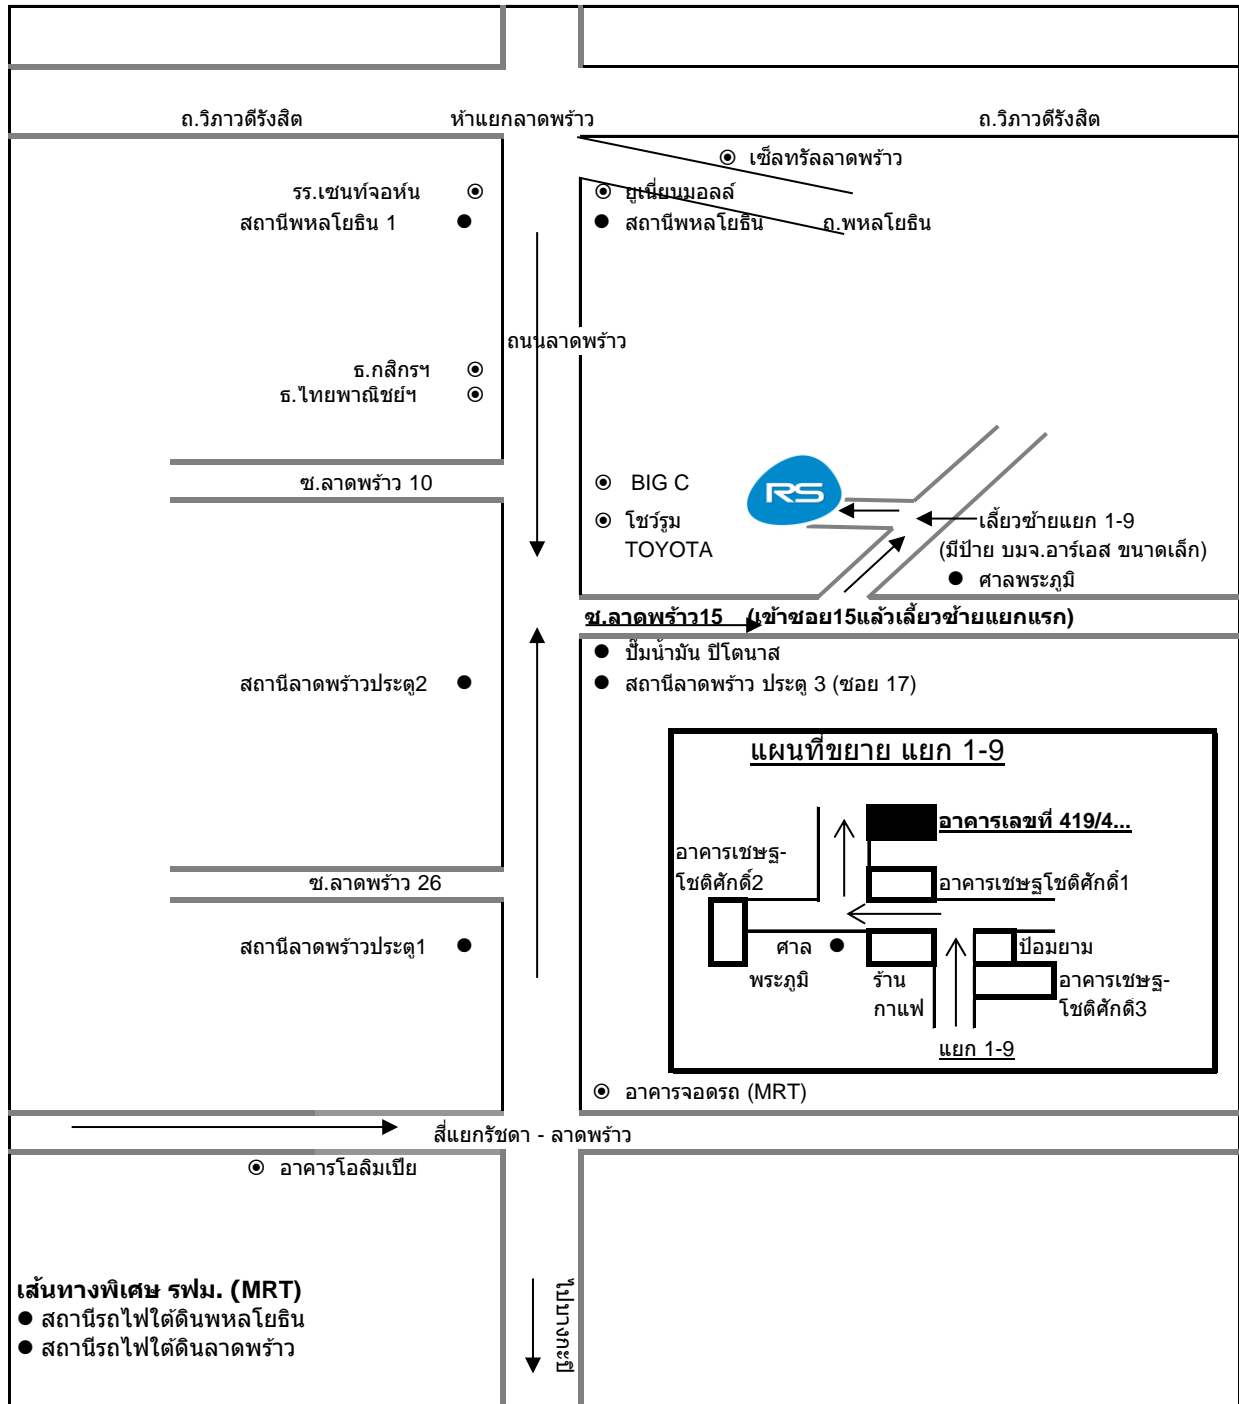 ถ.วิภาวดีรังสิต
ห้าแยกลาดพร้าว
ถ.วิภาวดีรังสิต
เซ็ลทรัลลาดพร้าว
รร.เซนท์จอห์น
ยูเนี่ยนมอลล์
สถานีพหลโยธิน 1
สถานีพหลโยธิน
ถ.พหลโยธิน
ถนนลาดพร้าว
ธ.กสิกรฯ
ธ.ไทยพาณิชย์ฯ
ซ.ลาดพร้าว 10
BIG C
RS
โชว์รูม
TOYOTA
เลี้ยวซ้ายแยก 1-9
(มีป้าย บมจ.อาร์เอส ขนาดเล็ก)
ศาลพระภูมิ
ซ.ลาดพร้าว15 (เข้าซอย15แล้วเลี้ยวซ้ายแยกแรก)
ปั๊มน้ำมัน ปิโตนาส
สถานีลาดพร้าวประตู2
สถานีลาดพร้าว ประตู 3 (ซอย 17)
แผนที่ขยาย แยก 1-9
อาคารเลขที่ 419/4...
อาคารเชษฐ-
โชติศักดิ์2
อาคารเชษฐโชติศักดิ์1
ซ.ลาดพร้าว 26
สถานีลาดพร้าวประตู1
ศาล
พระภูมิ
ร้าน
กาแฟ
ป้อมยาม
อาคารเชษฐ-
โชติศักดิ3
แยก 1-9
อาคารจอดรถ (MRT)
สี่แยกรัชดา - ลาดพร้าว
อาคารโอลิมเปีย
เส้นทางพิเศษ รฟม. (MRT)
สถานีรถไฟใต้ดินพหลโยธิน
สถานีรถไฟใต้ดินลาดพร้าว
ไปบางกะปิ